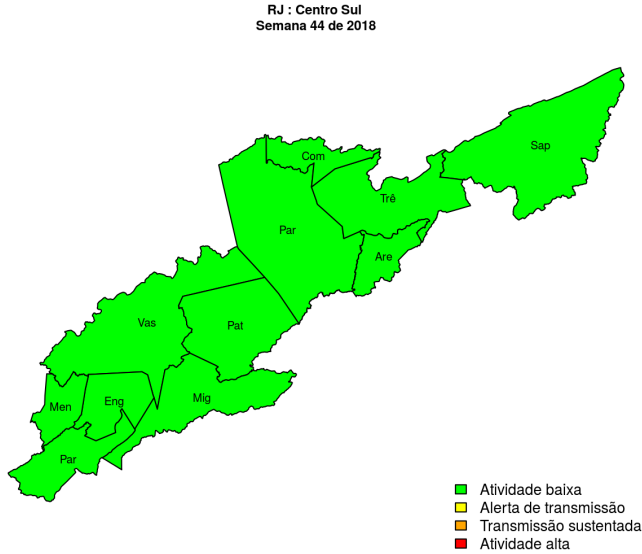 RJ : Centro Sul
Semana 44 de 2018
Sap
Com
Trê
Par
Are
Vas
Pat
Mig
Eng
Men
Par
Atividade baixa
Alerta de transmissão
Transmissão sustentada
Atividade alta